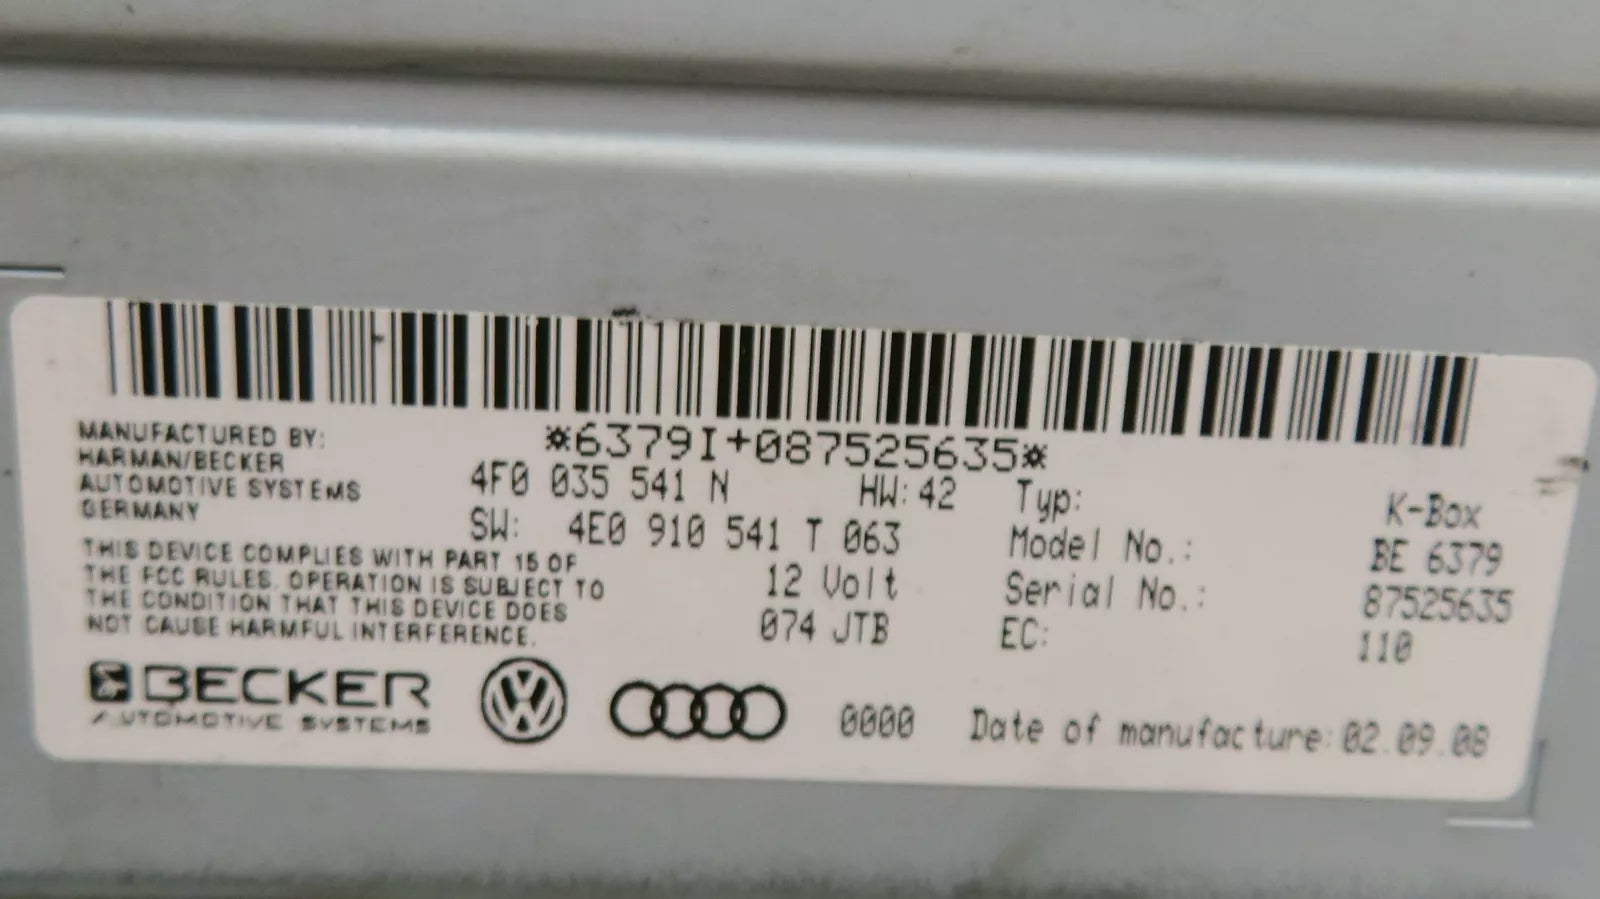 *6379I+087525635*
MANUFACTURED BY:
HARMAN/BECKER
AUTOMOTIVE SYSTEMS
GERMANY
THIS DEVICE COMPLIES WITH PART 15 OF
THE FCC RULES. OPERATION IS SUBJECT TO
THE CONDITION THAT THIS DEVICE DOES
NOT CAUSE HARMFUL INTERFERENCE.
4F0 035 541 N HW: 42
SW: 4E0 910 541 T 063
12 Volt
074 JTB
Typ: K-Box
Model No.: BE 6379
Serial No.: 87525635
EC: 110
BECKER
AUTOMOTIVE SYSTEMS
0000 Date of manufacture: 02.09.08